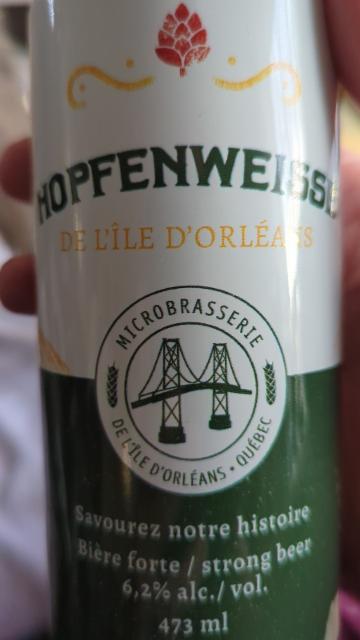 HOPFENWEISSE
DE L'ÎLE D'ORLÉANS
MICROBRASSERIE
DE L'ÎLE D'ORLÉANS • QUÉBEC
Savourez notre histoire
Bière forte / strong beer
6,2% alc./ vol.
473 ml